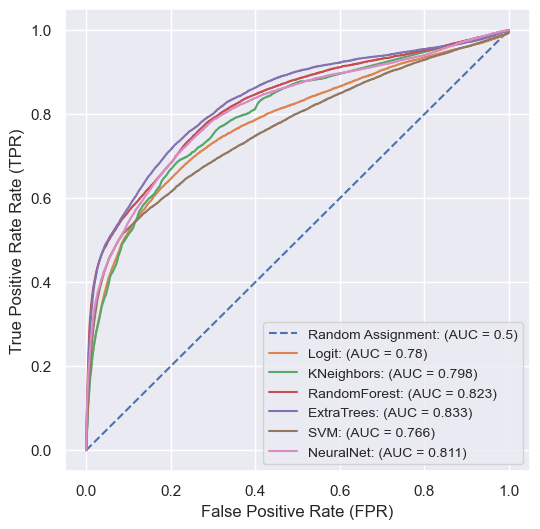 1.0
0.8
0.6
0.4
0.2
0.0
True Positive Rate Rate (TPR)
Random Assignment: (AUC = 0.5)
Logit: (AUC = 0.78)
KNeighbors: (AUC = 0.798)
RandomForest: (AUC = 0.823)
ExtraTrees: (AUC = 0.833)
SVM: (AUC = 0.766)
NeuralNet: (AUC = 0.811)
0.0 0.2 0.4 0.6 0.8 1.0
False Positive Rate (FPR)